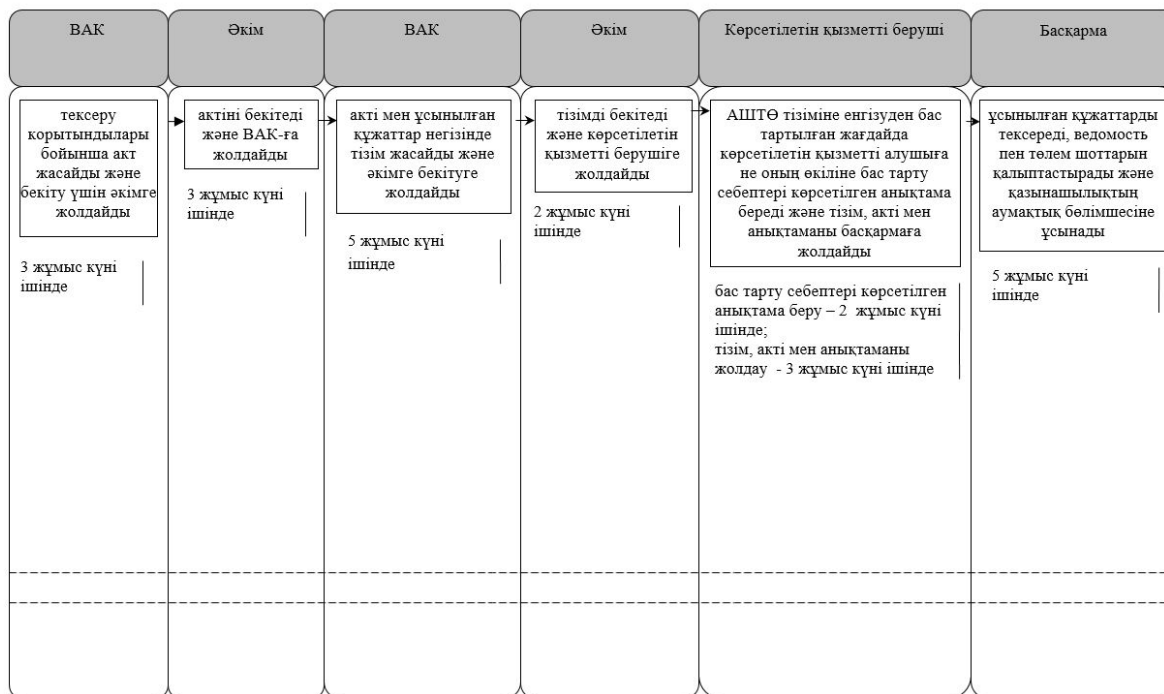 ВАК
Әкім
ВАК
Әкім
Көрсетілетін қызметті беруші
Басқарма
тексеру
қорытындылары
бойынша акт
жасайды және
бекіту үшін әкімге
жолдайды
3 жұмыс күні
ішінде
актіні бекітеді
және ВАК-ға
жолдайды
3 жұмыс күні
ішінде
акті мен ұсынылған
құжаттар негізінде
тізім жасайды және
әкімге бекітуге
жолдайды
5 жұмыс күні
ішінде
тізімді бекітеді
және көрсетілетін
қызметті берушіге
жолдайды
2 жұмыс күні
ішінде
АШТӨ тізіміне енгізуден бас
тартылған жағдайда
көрсетілетін қызметті алушыға
не оның өкіліне бас тарту
себептері көрсетілген анықтама
береді және тізім, акті мен
анықтаманы басқармаға
жолдайды
бас тарту себептері көрсетілген
анықтама беру – 2 жұмыс күні
ішінде;
тізім, акті мен анықтаманы
жолдау - 3 жұмыс күні ішінде
ұсынылған құжаттарды
тексереді, ведомость
пен төлем шоттарын
қалыптастырады және
қазынашылықтың
аумақтық бөлімшесіне
ұсынады
5 жұмыс күні
ішінде